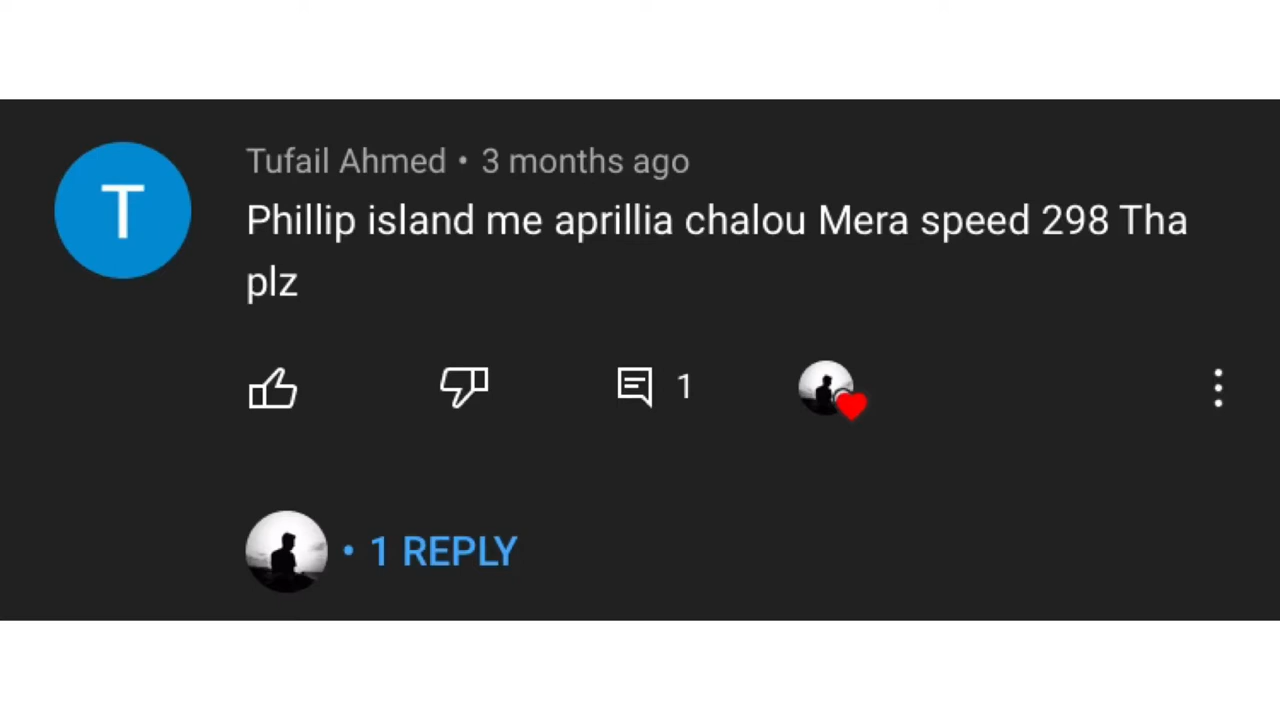 T
Tufail Ahmed • 3 months ago
Phillip island me aprillia chalou Mera speed 298 Tha
plz
1
• 1 REPLY